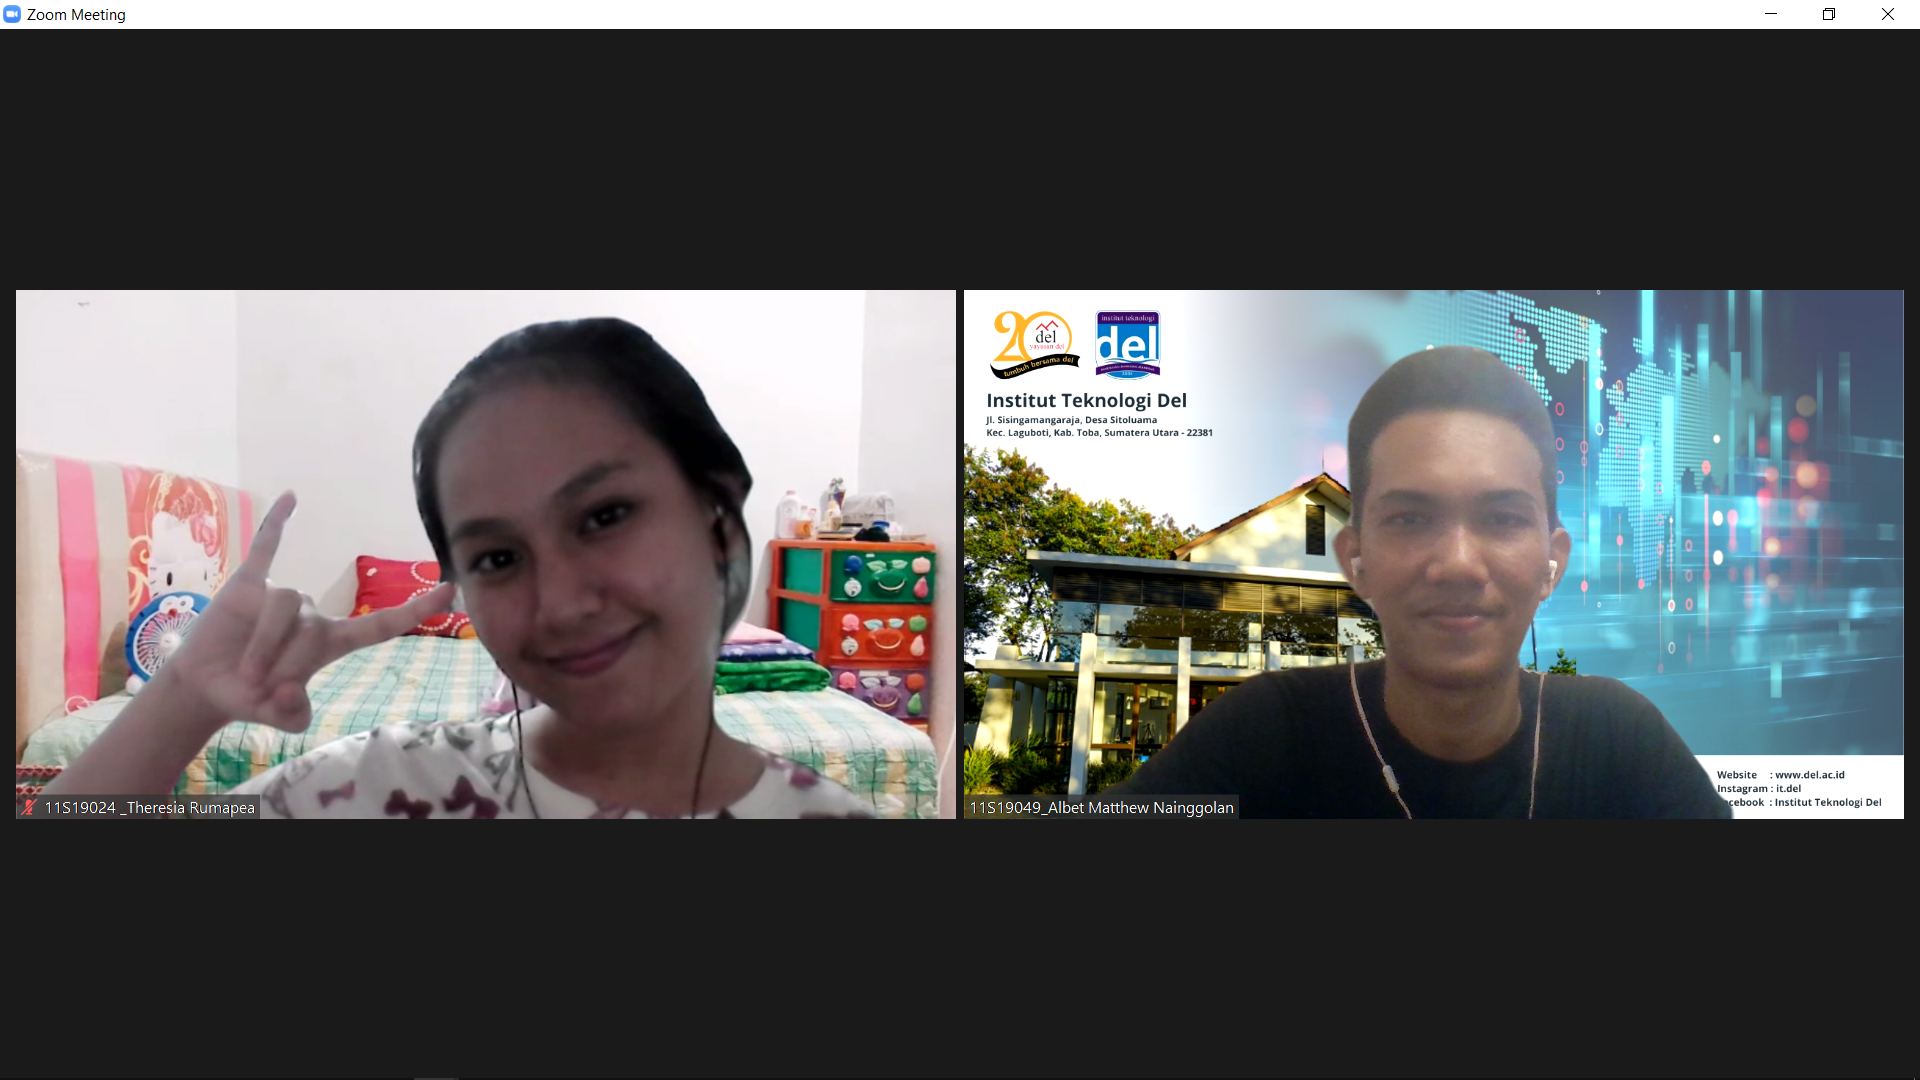 Zoom Meeting
11S19024 _Theresia Rumapea
20
del
yayasan del
tumbuh bersama del
institut teknologi
del
Institut Teknologi Del
Jl. Sisingamangaraja, Desa Sitoluama
Kec. Laguboti, Kab. Toba, Sumatera Utara - 22381
Website : www.del.ac.id
Instagram : it.del
cebook : Institut Teknologi Del
11S19049_Albet Matthew Nainggolan